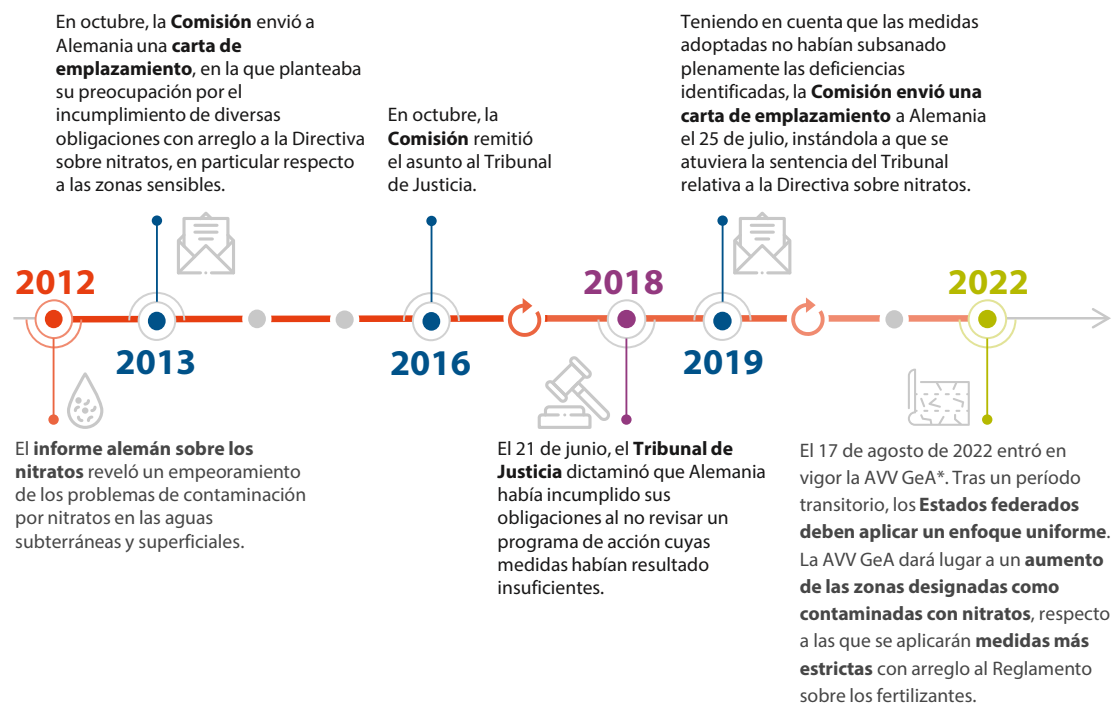 En octubre, la Comisión envió a
Alemania una carta de
emplazamiento, en la que planteaba
su preocupación por el
incumplimiento de diversas
obligaciones con arreglo a la Directiva
sobre nitratos, en particular respecto
a las zonas sensibles.
En octubre, la
Comisión remitió
el asunto al Tribunal
de Justicia.
Teniendo en cuenta que las medidas
adoptadas no habían subsanado
plenamente las deficiencias
identificadas, la Comisión envió una
carta de emplazamiento a Alemania
el 25 de julio, instándola a que se
atuviera la sentencia del Tribunal
relativa a la Directiva sobre nitratos.
2012
2013
2016
2018
2019
2022
El informe alemán sobre los
nitratos reveló un empeoramiento
de los problemas de contaminación
por nitratos en las aguas
subterráneas y superficiales.
El 21 de junio, el Tribunal de
Justicia dictaminó que Alemania
había incumplido sus
obligaciones al no revisar un
programa de acción cuyas
medidas habían resultado
insuficientes.
El 17 de agosto de 2022 entró en
vigor la AVV GeA*. Tras un período
transitorio, los Estados federados
deben aplicar un enfoque uniforme.
La AVV GeA dará lugar a un aumento
de las zonas designadas como
contaminadas con nitratos, respecto
a las que se aplicarán medidas más
estrictas con arreglo al Reglamento
sobre los fertilizantes.